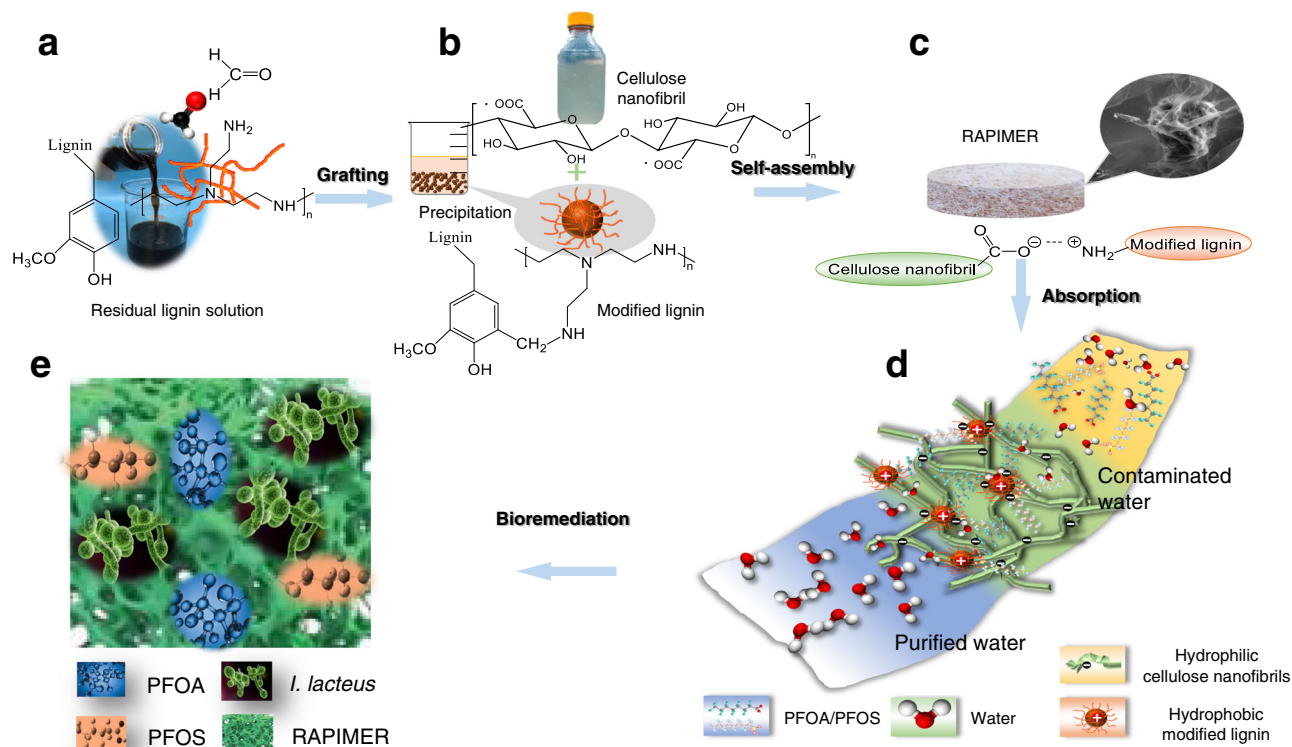 a
H
C=O
H
NH2
Lignin
N
NH
n
H3CO
OH
Residual lignin solution
Grafting
b
Cellulose
nanofibril
· OOC
OH
O
HO
OH
O
HO
OH
· OOC
O
OH
O
n
+
Precipitation
Lignin
NH
n
N
Modified lignin
NH
CH2
H3CO
OH
Self-assembly
c
RAPIMER
O
C
O ⊖ ---- ⊕ NH2
Cellulose nanofibril
Modified lignin
Absorption
d
Contaminated
water
Purified water
PFOA/PFOS
Water
Hydrophilic
cellulose nanofibrils
Hydrophobic
modified lignin
Bioremediation
e
PFOA
I. lacteus
PFOS
RAPIMER